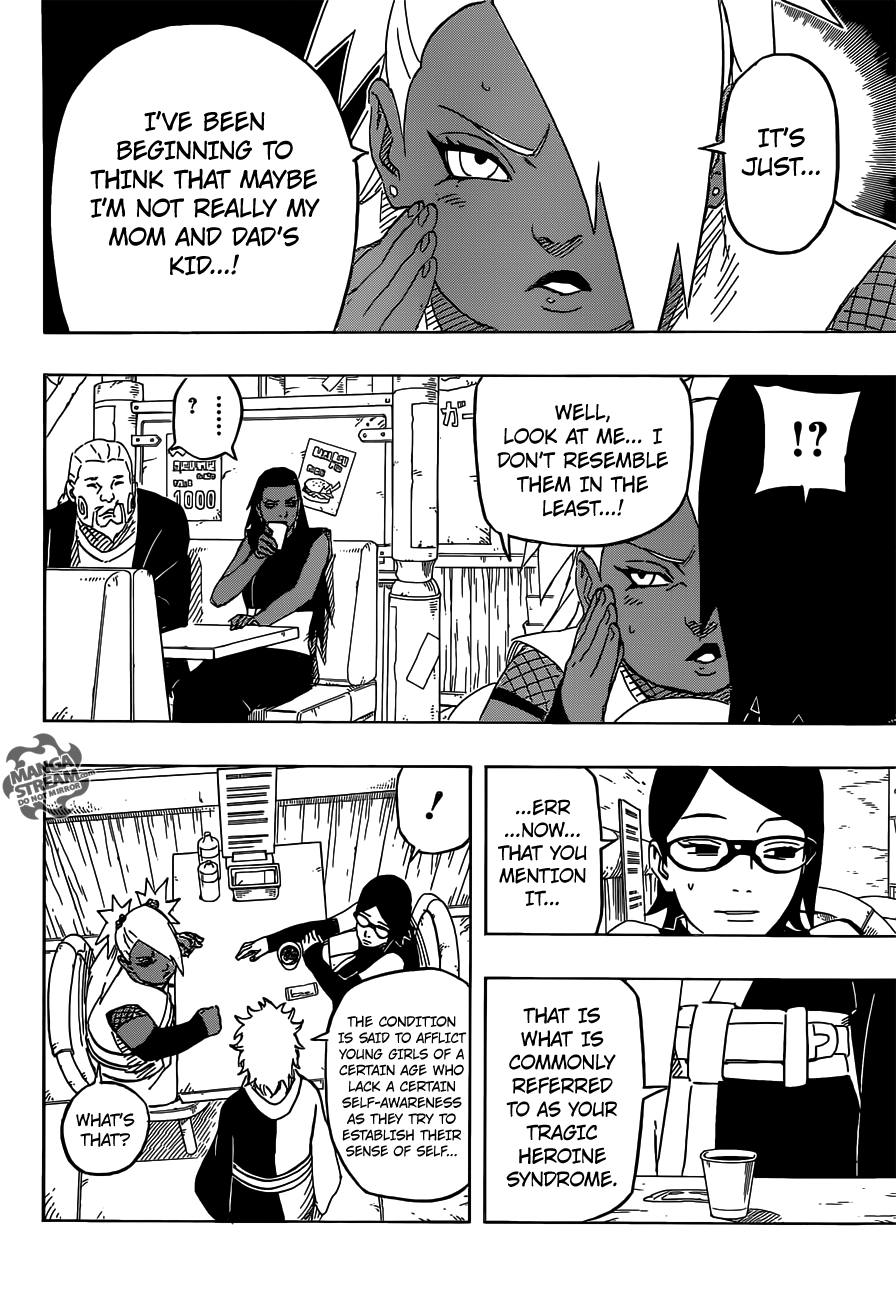 IT'S
JUST...
I'VE BEEN
BEGINNING TO
THINK THAT MAYBE
I'M NOT REALLY MY
MOM AND DAD'S
KID...!
!?
WELL,
LOOK AT ME... I
DON'T RESEMBLE
THEM IN THE
LEAST...!
......
?
ガー
1000
...ERR
...NOW...
THAT YOU
MENTION
IT...
THAT IS
WHAT IS
COMMONLY
REFERRED
TO AS YOUR
TRAGIC
HEROINE
SYNDROME.
!
THE CONDITION
IS SAID TO AFFLICT
YOUNG GIRLS OF A
CERTAIN AGE WHO
LACK A CERTAIN
SELF-AWARENESS
AS THEY TRY TO
ESTABLISH THEIR
SENSE OF SELF...
WHAT'S
THAT?
MANGA
STREAM.com
DO NOT MIRROR